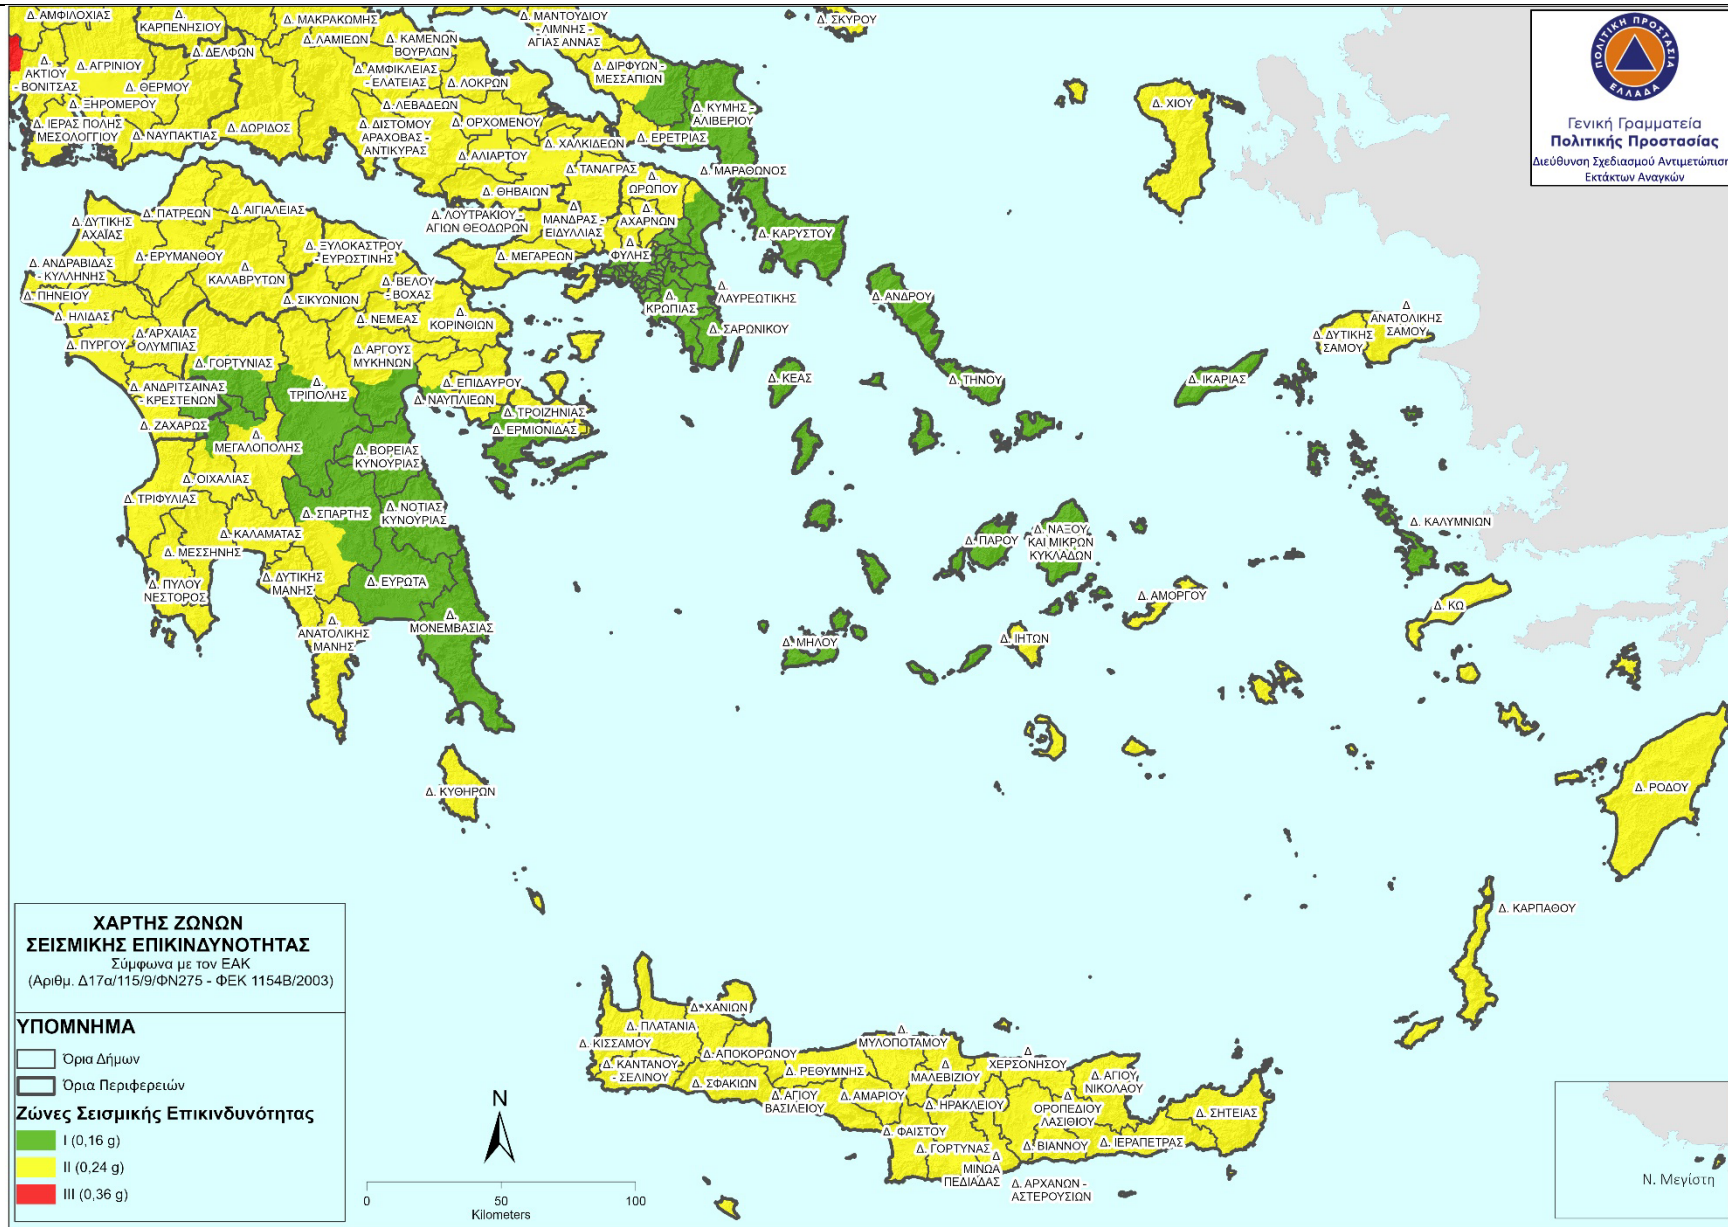 Δ. ΑΜΦΙΛΟΧΙΑΣ
Δ.
ΚΑΡΠΕΝΗΣΙΟΥ
Δ. ΜΑΚΡΑΚΩΜΗΣ
Δ. ΛΑΜΙΕΩΝ
Δ. ΔΕΛΦΩΝ
Δ. ΚΑΜΕΝΩΝ
ΒΟΥΡΛΩΝ
Δ. ΜΑΝΤΟΥΔΙΟΥ
- ΛΙΜΝΗΣ -
ΑΓΙΑΣ ΑΝΝΑΣ
Δ. ΣΚΥΡΟΥ
Δ.
ΑΚΤΙΟΥ
- ΒΟΝΙΤΣΑΣ
Δ. ΑΓΡΙΝΙΟΥ
Δ. ΘΕΡΜΟΥ
Δ. ΑΜΦΙΚΛΕΙΑΣ
- ΕΛΑΤΕΙΑΣ
Δ. ΛΟΚΡΩΝ
Δ. ΔΙΡΦΥΩΝ -
ΜΕΣΣΑΠΙΩΝ
Δ. ΞΗΡΟΜΕΡΟΥ
Δ. ΛΕΒΑΔΕΩΝ
Δ. ΚΥΜΗΣ -
ΑΛΙΒΕΡΙΟΥ
Δ. ΧΙΟΥ
Δ. ΙΕΡΑΣ ΠΟΛΗΣ
ΜΕΣΟΛΟΓΓΙΟΥ
Δ. ΝΑΥΠΑΚΤΙΑΣ
Δ. ΔΩΡΙΔΟΣ
Δ. ΔΙΣΤΟΜΟΥ
ΑΡΑΧΟΒΑΣ -
ΑΝΤΙΚΥΡΑΣ
Δ. ΟΡΧΟΜΕΝΟΥ
Δ. ΧΑΛΚΙΔΕΩΝ
Δ. ΕΡΕΤΡΙΑΣ
Δ. ΑΛΙΑΡΤΟΥ
Δ. ΤΑΝΑΓΡΑΣ
Δ. ΜΑΡΑΘΩΝΟΣ
Δ. ΘΗΒΑΙΩΝ
Δ.
ΩΡΩΠΟΥ
Δ. ΔΥΤΙΚΗΣ
ΑΧΑΪΑΣ
Δ. ΠΑΤΡΕΩΝ
Δ. ΑΙΓΙΑΛΕΙΑΣ
Δ. ΛΟΥΤΡΑΚΙΟΥ -
ΑΓΙΩΝ ΘΕΟΔΩΡΩΝ
Δ
ΜΑΝΔΡΑΣ -
ΕΙΔΥΛΛΙΑΣ
Δ.
ΑΧΑΡΝΩΝ
Δ. ΚΑΡΥΣΤΟΥ
Δ. ΕΡΥΜΑΝΘΟΥ
Δ. ΞΥΛΟΚΑΣΤΡΟΥ
- ΕΥΡΩΣΤΙΝΗΣ
Δ. ΜΕΓΑΡΕΩΝ
Δ
ΦΥΛΗΣ
Δ. ΑΝΔΡΑΒΙΔΑΣ
- ΚΥΛΛΗΝΗΣ
Δ.
ΚΑΛΑΒΡΥΤΩΝ
Δ. ΒΕΛΟΥ
- ΒΟΧΑΣ
Δ. ΠΗΝΕΙΟΥ
Δ. ΣΙΚΥΩΝΙΩΝ
Δ.
ΚΡΩΠΙΑΣ
Δ.
ΛΑΥΡΕΩΤΙΚΗΣ
Δ. ΑΝΔΡΟΥ
Δ. ΗΛΙΔΑΣ
Δ. ΝΕΜΕΑΣ
Δ.
ΚΟΡΙΝΘΙΩΝ
Δ. ΣΑΡΩΝΙΚΟΥ
Δ. ΠΥΡΓΟΥ
Δ. ΑΡΧΑΙΑΣ
ΟΛΥΜΠΙΑΣ
Δ. ΔΥΤΙΚΗΣ
ΣΑΜΟΥ
Δ
ΑΝΑΤΟΛΙΚΗΣ
ΣΑΜΟΥ
Δ. ΓΟΡΤΥΝΙΑΣ
Δ. ΑΡΓΟΥΣ
ΜΥΚΗΝΩΝ
Δ. ΑΝΔΡΙΤΣΑΙΝΑΣ
- ΚΡΕΣΤΕΝΩΝ
Δ.
ΤΡΙΠΟΛΗΣ
Δ. ΕΠΙΔΑΥΡΟΥ
Δ. ΝΑΥΠΛΙΕΩΝ
Δ. ΚΕΑΣ
Δ. ΤΗΝΟΥ
Δ. ΙΚΑΡΙΑΣ
Δ. ΖΑΧΑΡΩΣ
Δ. ΤΡΟΙΖΗΝΙΑΣ
Δ. ΕΡΜΙΟΝΙΔΑΣ
Δ.
ΜΕΓΑΛΟΠΟΛΗΣ
Δ. ΒΟΡΕΙΑΣ
ΚΥΝΟΥΡΙΑΣ
Δ. ΟΙΧΑΛΙΑΣ
Δ. ΤΡΙΦΥΛΙΑΣ
Δ. ΣΠΑΡΤΗΣ
Δ. ΝΟΤΙΑΣ
ΚΥΝΟΥΡΙΑΣ
Δ. ΚΑΛΑΜΑΤΑΣ
Δ. ΠΑΡΟΥ
Δ. ΝΑΞΟΥ
ΚΑΙ ΜΙΚΡΩΝ
ΚΥΚΛΑΔΩΝ
Δ. ΚΑΛΥΜΝΙΩΝ
Δ. ΜΕΣΣΗΝΗΣ
Δ. ΠΥΛΟΥ
ΝΕΣΤΟΡΟΣ
Δ. ΔΥΤΙΚΗΣ
ΜΑΝΗΣ
Δ. ΕΥΡΩΤΑ
Δ. ΑΜΟΡΓΟΥ
Δ. ΚΩ
Δ.
ΑΝΑΤΟΛΙΚΗΣ
ΜΑΝΗΣ
Δ.
ΜΟΝΕΜΒΑΣΙΑΣ
Δ. ΜΗΛΟΥ
Δ. ΙΗΤΩΝ
Δ. ΚΥΘΗΡΩΝ
Δ. ΡΟΔΟΥ
Δ. ΚΑΡΠΑΘΟΥ
Δ. ΧΑΝΙΩΝ
Δ. ΠΛΑΤΑΝΙΑ
Δ. ΚΙΣΣΑΜΟΥ
Δ. ΑΠΟΚΟΡΩΝΟΥ
Δ. ΚΑΝΤΑΝΟΥ
- ΣΕΛΙΝΟΥ
Δ. ΣΦΑΚΙΩΝ
Δ. ΡΕΘΥΜΝΗΣ
Δ.
ΜΥΛΟΠΟΤΑΜΟΥ
Δ. ΑΓΙΟΥ
ΒΑΣΙΛΕΙΟΥ
Δ. ΑΜΑΡΙΟΥ
Δ
ΜΑΛΕΒΙΖΙΟΥ
Δ
ΧΕΡΣΟΝΗΣΟΥ
Δ. ΑΓΙΟΥ
ΝΙΚΟΛΑΟΥ
Δ. ΗΡΑΚΛΕΙΟΥ
Δ
ΟΡΟΠΕΔΙΟΥ
ΛΑΣΙΘΙΟΥ
Δ. ΣΗΤΕΙΑΣ
Δ. ΦΑΙΣΤΟΥ
Δ. ΓΟΡΤΥΝΑΣ
Δ. ΒΙΑΝΝΟΥ
Δ. ΙΕΡΑΠΕΤΡΑΣ
Δ
ΜΙΝΩΑ
ΠΕΔΙΑΔΑΣ
Δ. ΑΡΧΑΝΩΝ -
ΑΣΤΕΡΟΥΣΙΩΝ
ΠΟΛΙΤΙΚΗ ΠΡΟΣΤΑΣΙΑ
ΕΛΛΑΔΑ
Γενική Γραμματεία
Πολιτικής Προστασίας
Διεύθυνση Σχεδιασμού Αντιμετώπισ
Εκτάκτων Αναγκών
ΧΑΡΤΗΣ ΖΩΝΩΝ
ΣΕΙΣΜΙΚΗΣ ΕΠΙΚΙΝΔΥΝΟΤΗΤΑΣ
Σύμφωνα με τον ΕΑΚ
(Αριθμ. Δ17α/115/9/ΦΝ275 - ΦΕΚ 1154Β/2003)
ΥΠΟΜΝΗΜΑ
Όρια Δήμων
Όρια Περιφερειών
Ζώνες Σεισμικής Επικινδυνότητας
I (0,16 g)
II (0,24 g)
III (0,36 g)
N
0 50 100
Kilometers
Ν. Μεγίστη